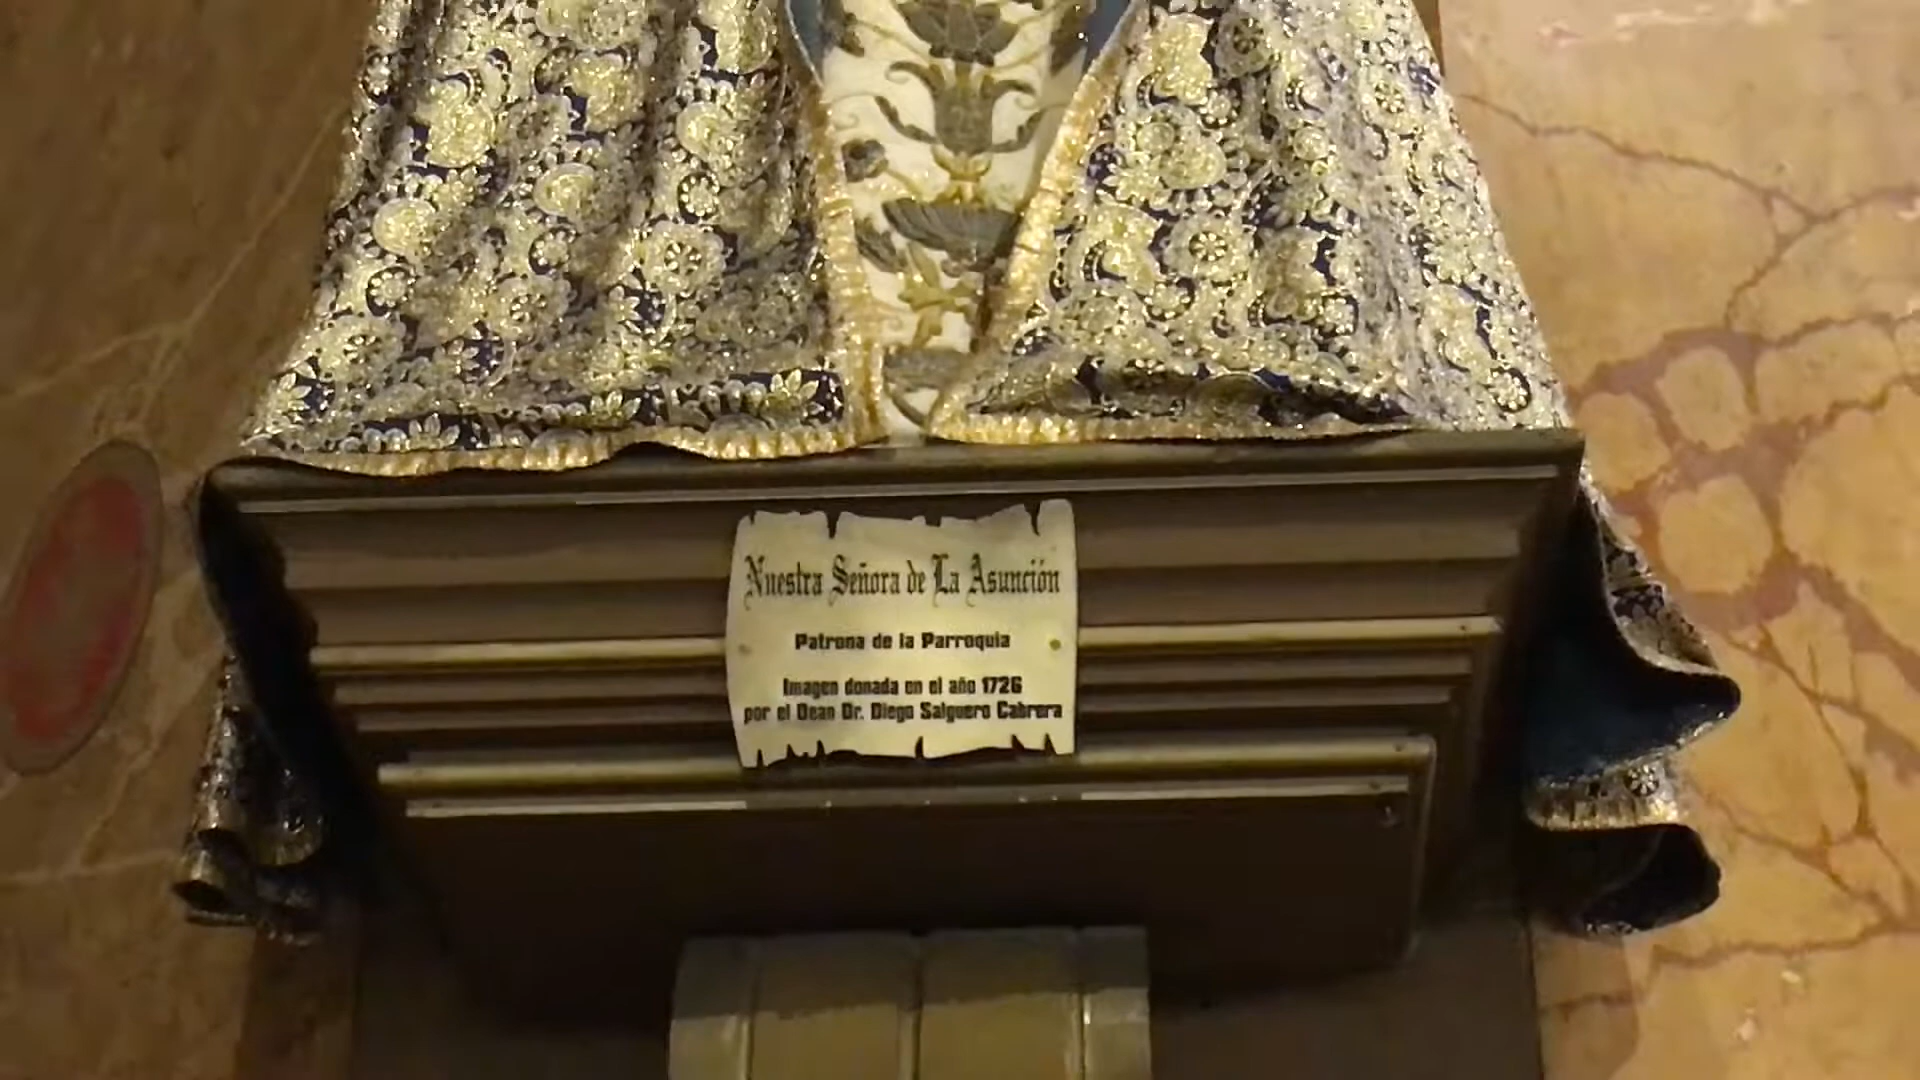 Nuestra Señora de La Asunción
Patrona de la Parroquia
Imagen donada en el año 1726
por el Dean Dr. Diego Salguero Cabrera